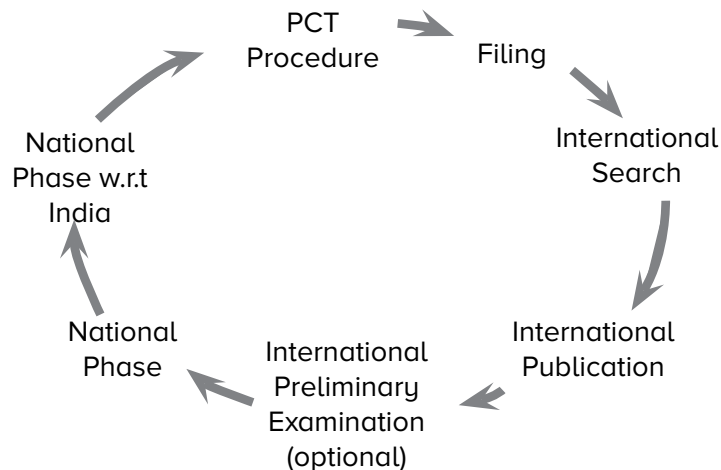 PCT
Procedure
Filing
International
Search
International
Publication
International
Preliminary
Examination
(optional)
National
Phase
National
Phase w.r.t
India